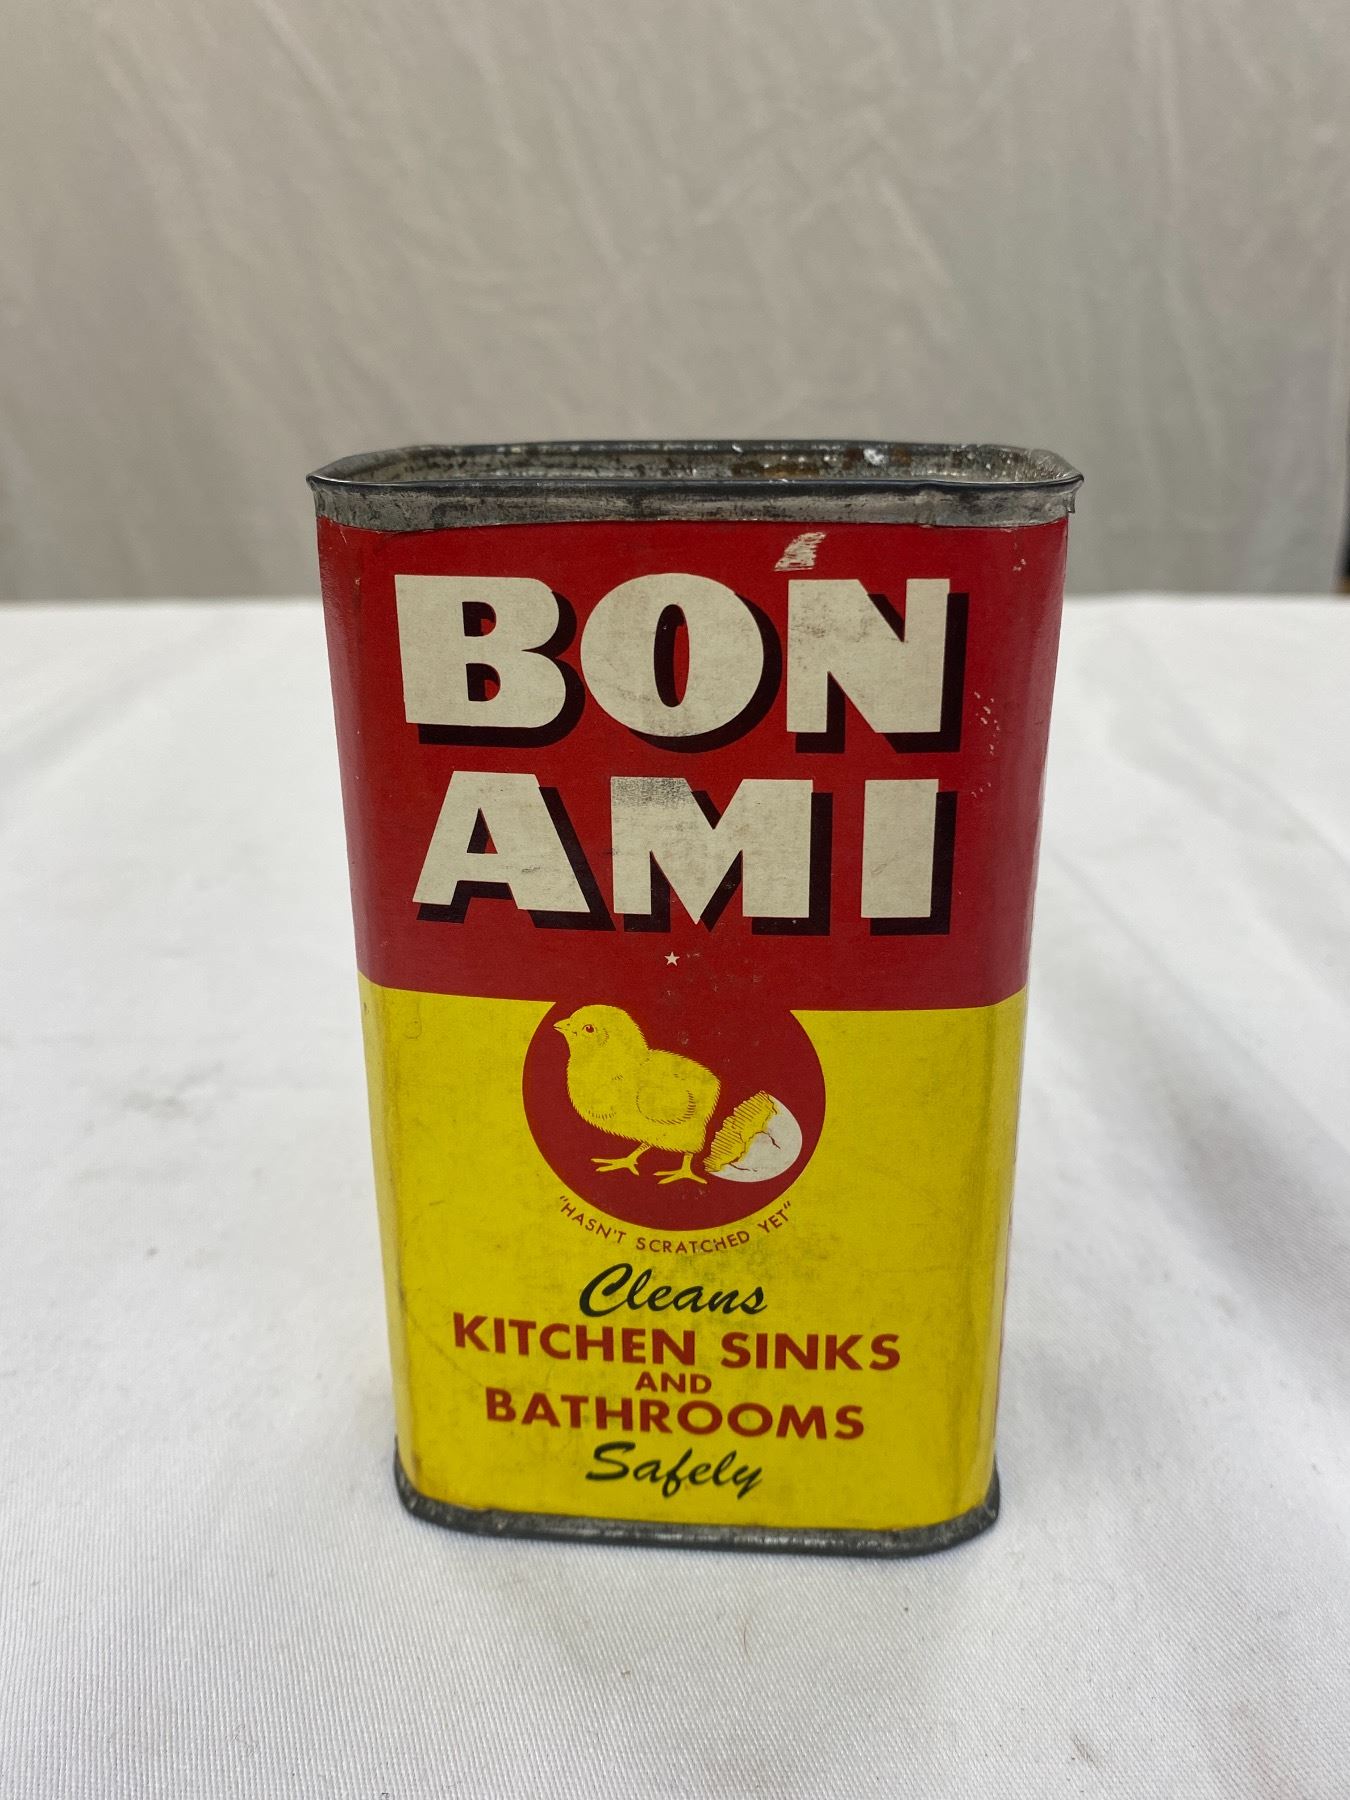 BON
AMI
"HASN'T SCRATCHED YET"
Cleans
KITCHEN SINKS
AND
BATHROOMS
Safely